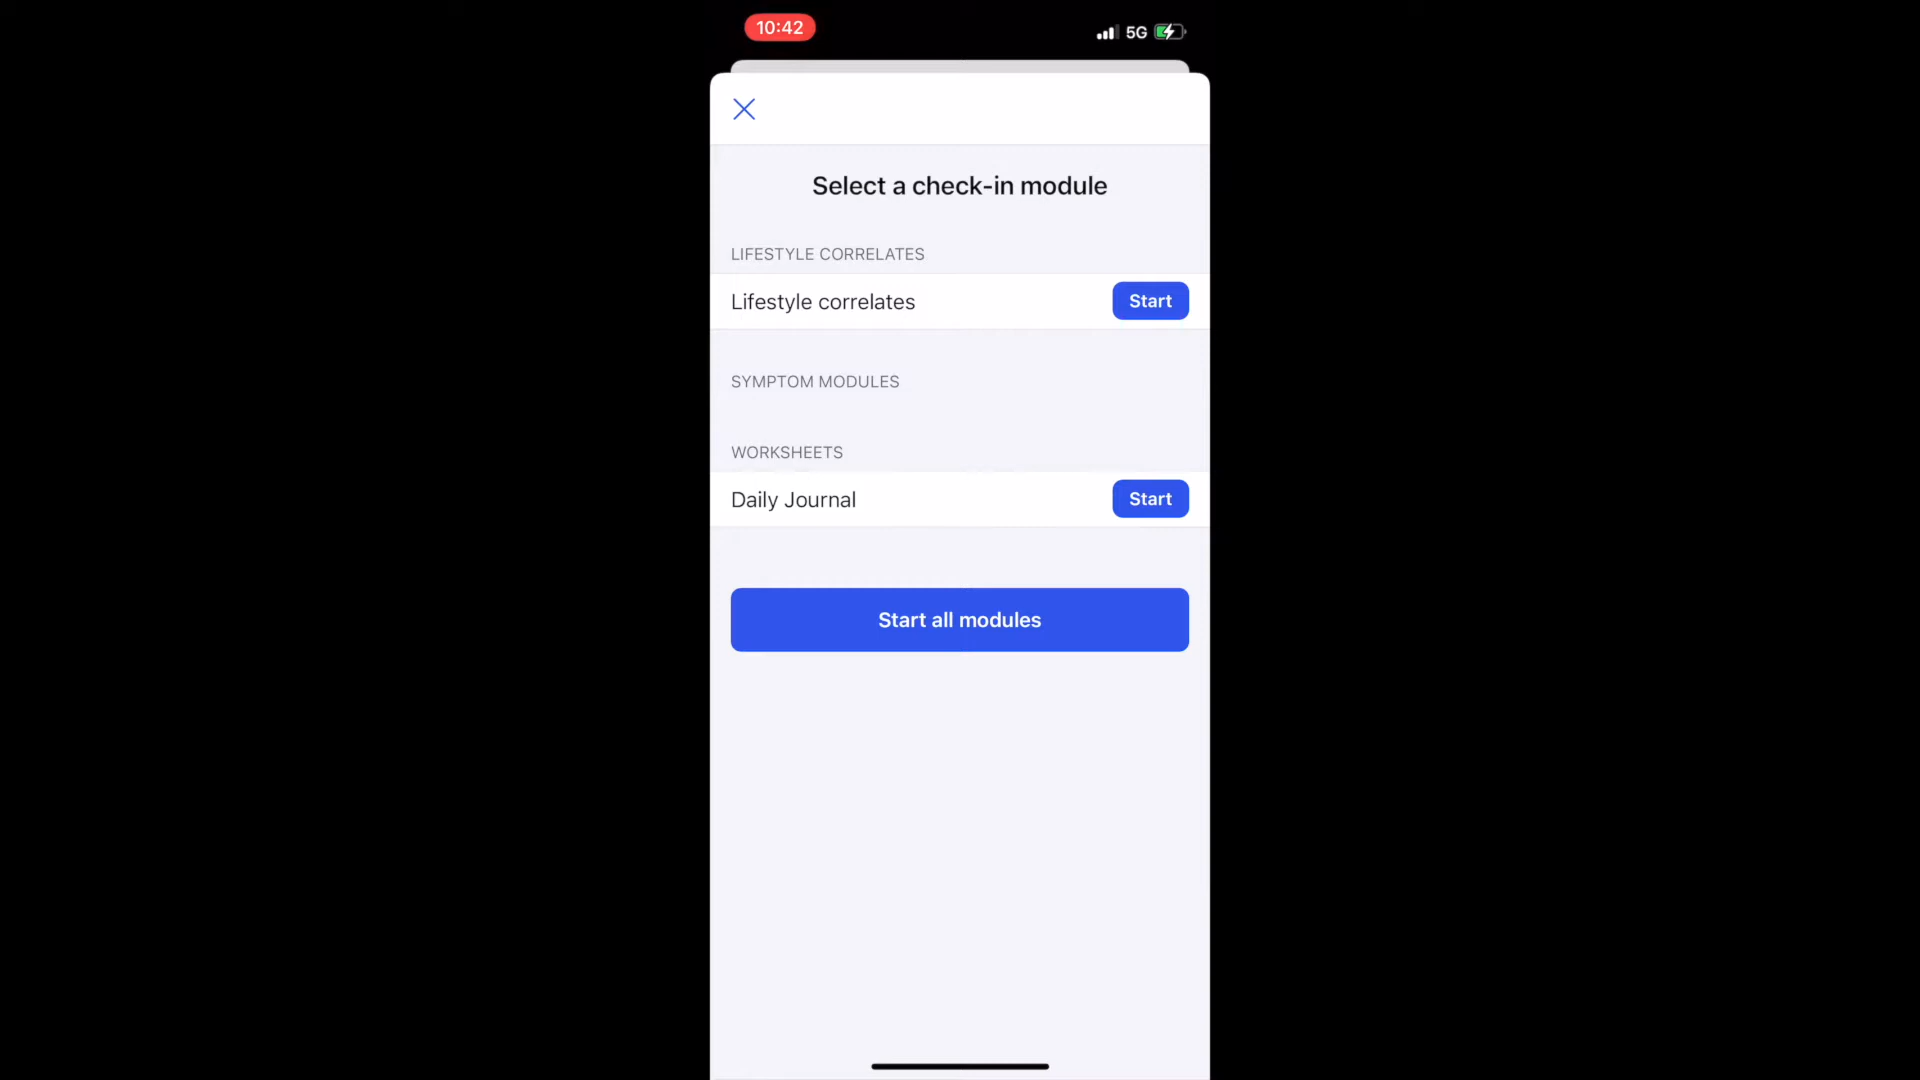 10:42
5G
Select a check-in module
LIFESTYLE CORRELATES
Lifestyle correlates
Start
SYMPTOM MODULES
WORKSHEETS
Daily Journal
Start
Start all modules